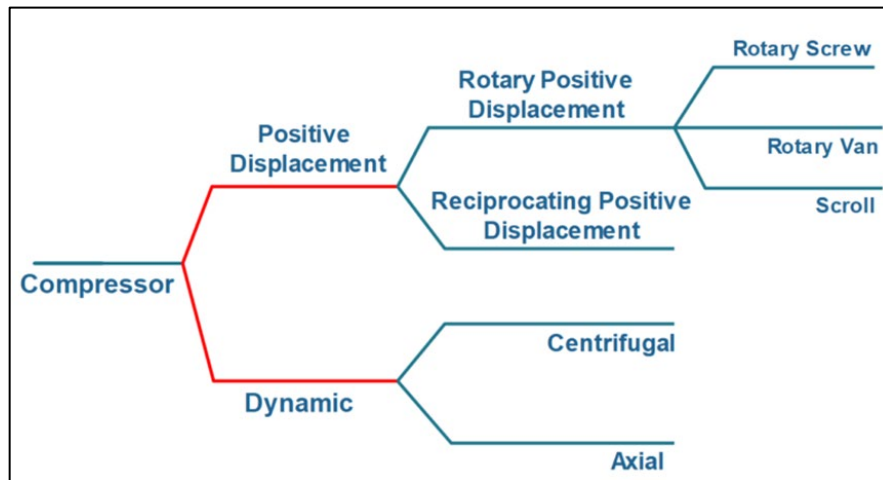 Rotary Screw
Rotary Positive
Displacement
Positive
Displacement
Rotary Van
Reciprocating Positive
Displacement
Scroll
Compressor
Centrifugal
Dynamic
Axial